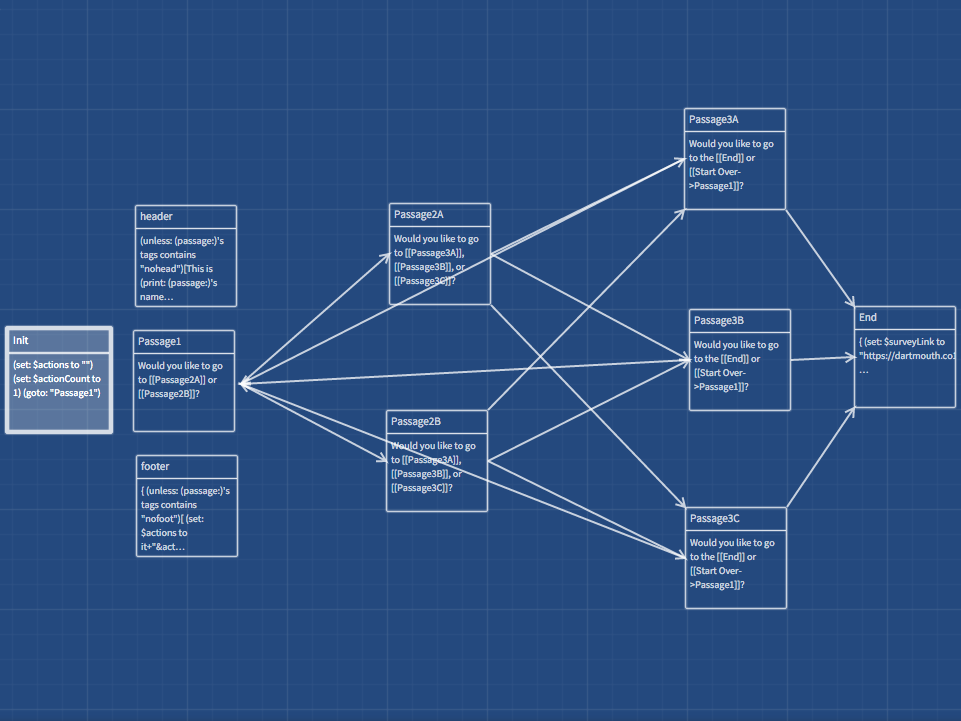 Init
(set: $actions to "")
(set: $actionCount to
1) (goto: "Passage1")
header
(unless: (passage:)'s
tags contains
"nohead")[This is
(print: (passage:)'s
name...
Passage1
Would you like to go
to [[Passage2A]] or
[[Passage2B]]?
footer
{ (unless: (passage:)'s
tags contains
"nofoot")[ (set:
$actions to
it+"&act...
Passage2A
Would you like to go
to [[Passage3A]],
[[Passage3B]], or
[[Passage3C]]?
Passage2B
Would you like to go
to [[Passage3A]],
[[Passage3B]], or
[[Passage3C]]?
Passage3A
Would you like to go
to the [[End]] or
[[Start Over-
>Passage1]]?
Passage3B
Would you like to go
to the [[End]] or
[[Start Over-
>Passage1]]?
Passage3C
Would you like to go
to the [[End]] or
[[Start Over-
>Passage1]]?
End
{ (set: $surveyLink to
"https://dartmouth.co1
...